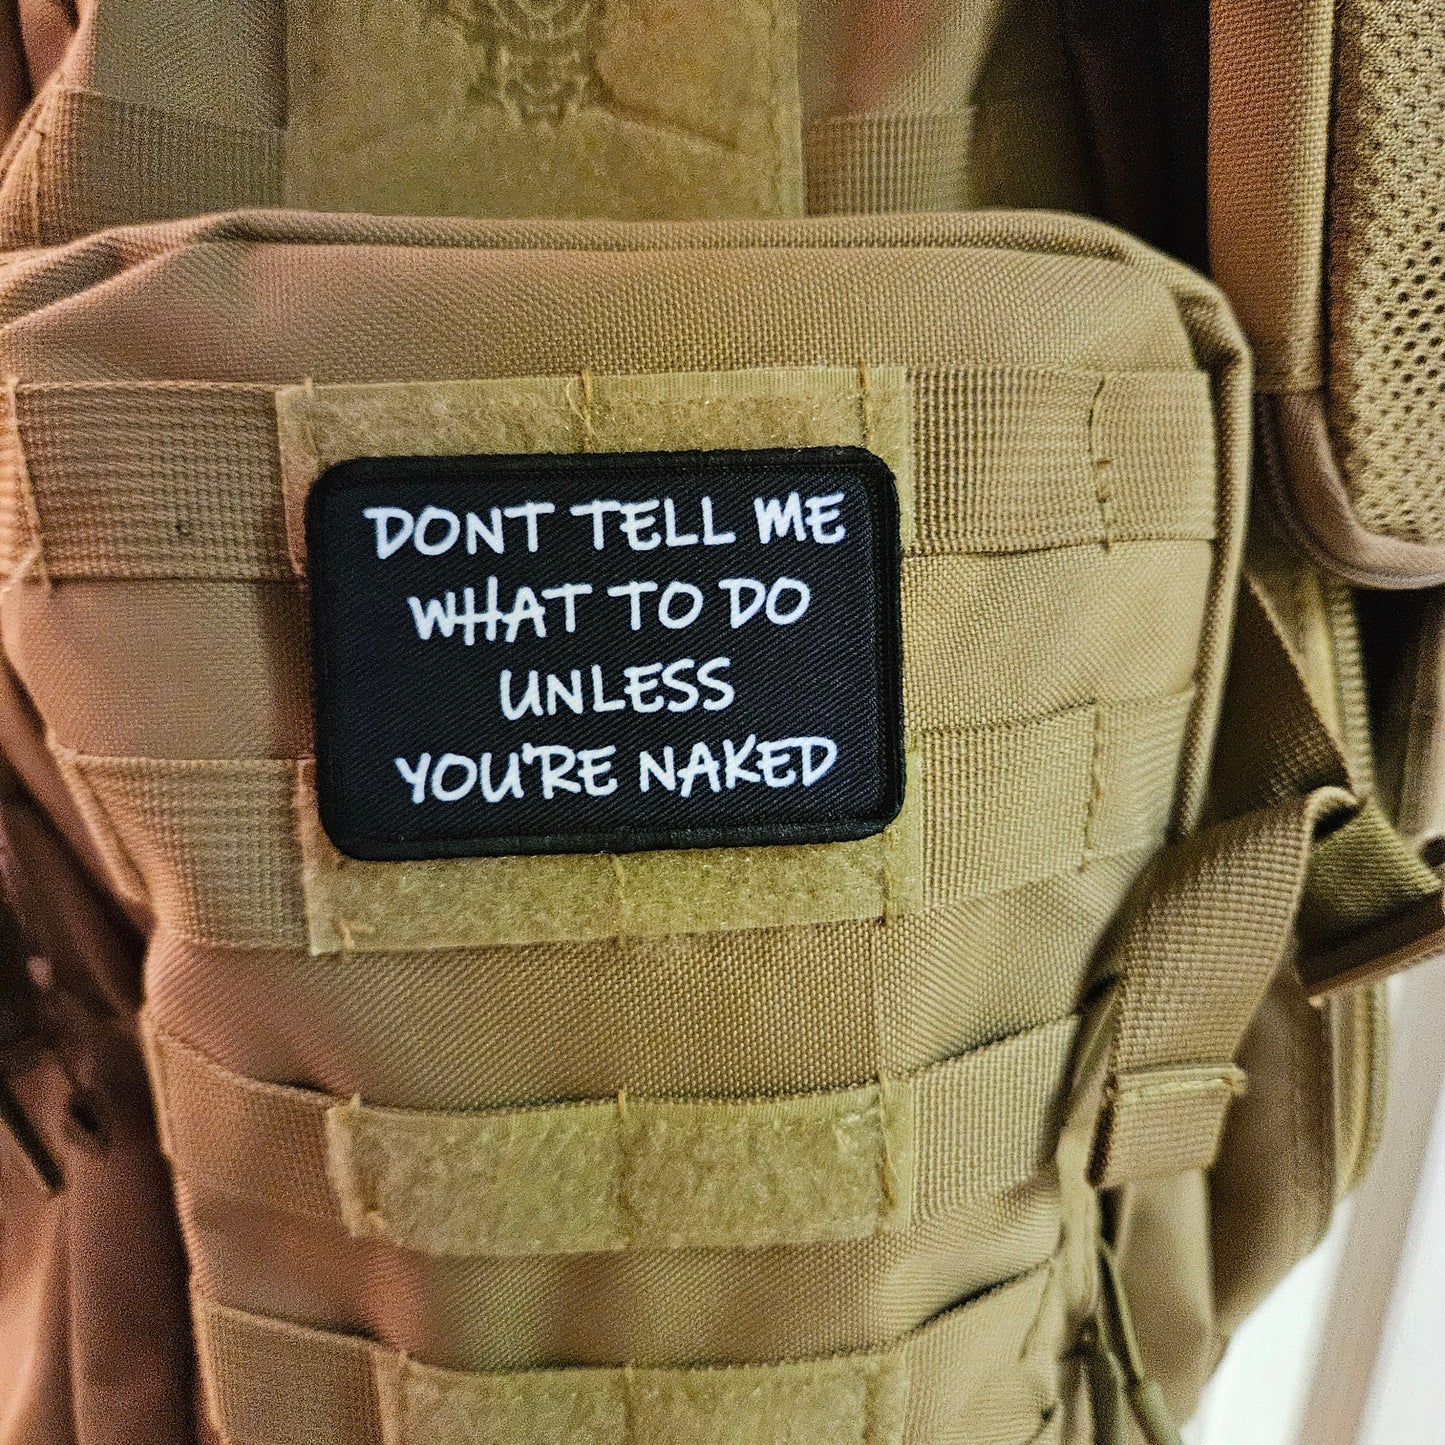 DONT TELL ME
WHAT TO DO
UNLESS
YOU'RE NAKED